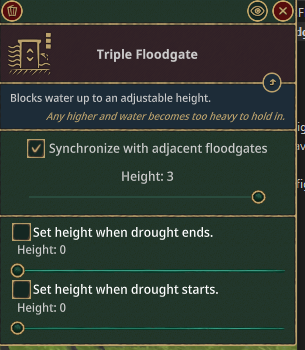 Triple Floodgate
Blocks water up to an adjustable height.
Any higher and water becomes too heavy to hold in.
Synchronize with adjacent floodgates
Height: 3
Set height when drought ends.
Height: 0
Set height when drought starts.
Height: 0